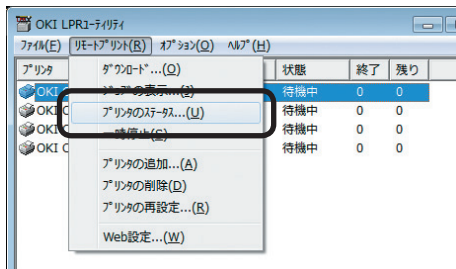 OKI LPRﾕｰﾃｨﾘﾃｨ
ﾌｧｲﾙ(F) ﾘﾓｰﾄﾌﾟﾘﾝﾄ(R) ｵﾌﾟｼｮﾝ(O) ﾍﾙﾌﾟ(H)
ﾌﾟﾘﾝﾀ 状態 終了 残り
ﾀﾞｳﾝﾛｰﾄﾞ...(O)
OKI 待機中 0 0
ｼﾞｮﾌﾞの表示...(J)
OKI 待機中 0 0
ﾌﾟﾘﾝﾀのｽﾃｰﾀｽ...(U)
OKI C 待機中 0 0
一時停止(S)
OKI C 待機中 0 0
ﾌﾟﾘﾝﾀの追加...(A)
ﾌﾟﾘﾝﾀの削除(D)
ﾌﾟﾘﾝﾀの再設定...(R)
Web設定...(W)